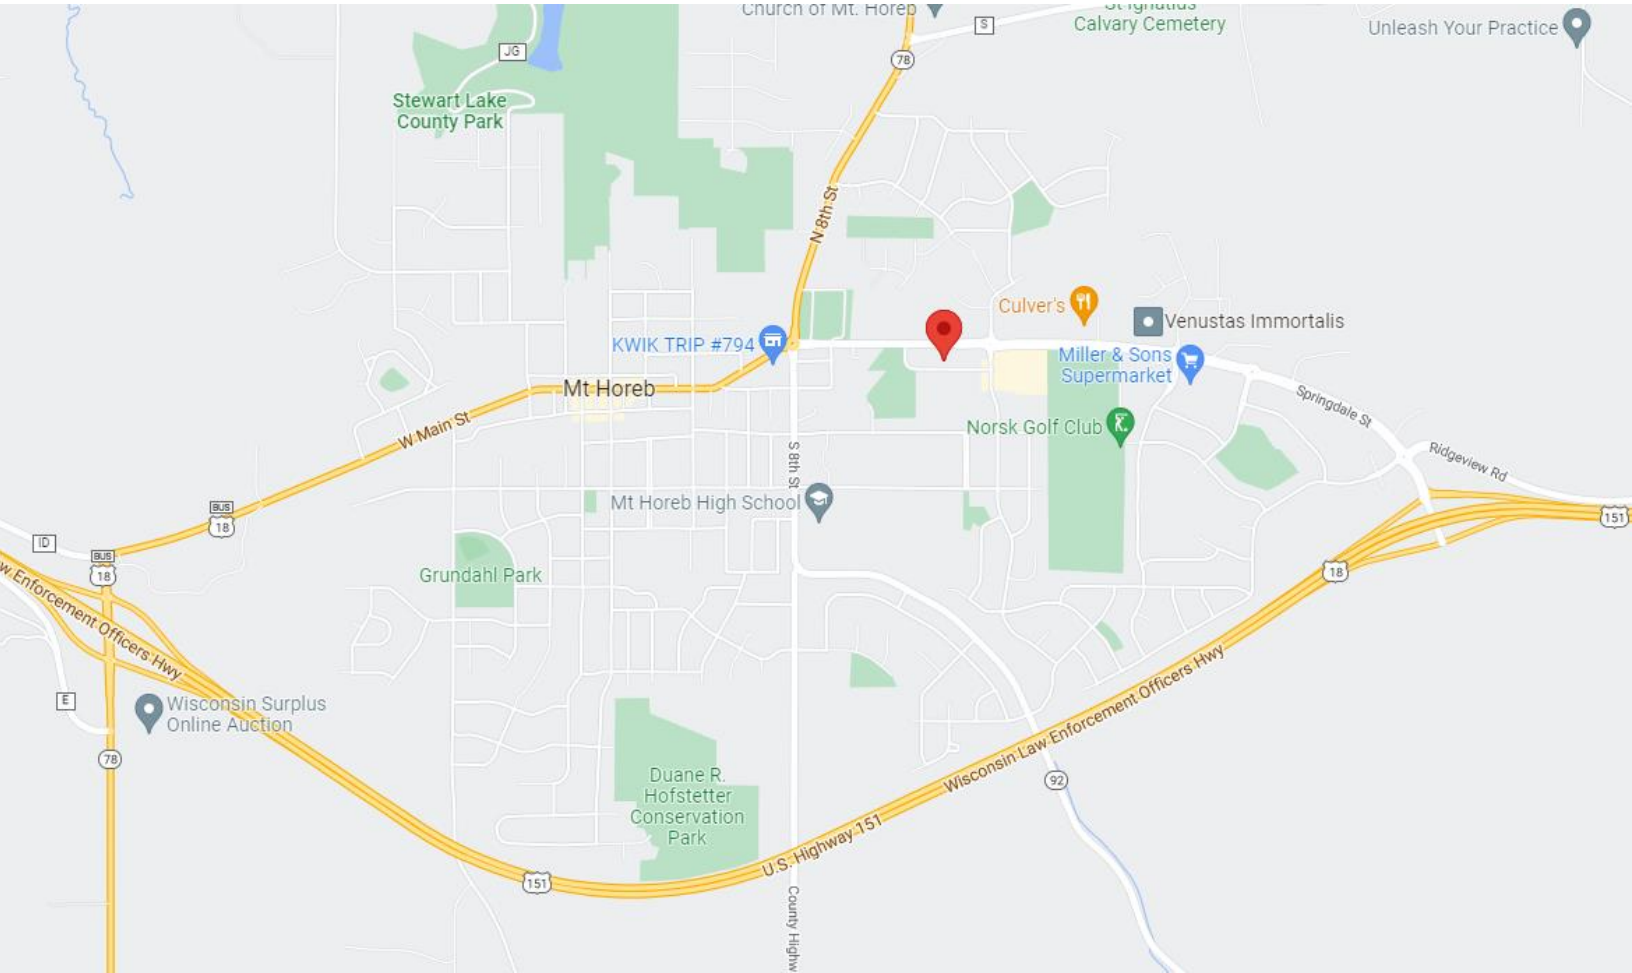 Church of Mt. Horeb
S
St Ignatius
Calvary Cemetery
Unleash Your Practice
JG
78
Stewart Lake
County Park
N 8th St
Culver's
Venustas Immortalis
KWIK TRIP #794
Miller & Sons
Supermarket
Mt Horeb
Springdale St
W Main St
Norsk Golf Club
S 8th St
Ridgeview Rd
Mt Horeb High School
BUS
18
151
ID
BUS
18
Grundahl Park
18
w Enforcement Officers Hwy
E
Wisconsin Surplus
Online Auction
78
Wisconsin Law Enforcement Officers Hwy
Duane R.
Hofstetter
Conservation
Park
92
U.S. Highway 151
151
County Highw